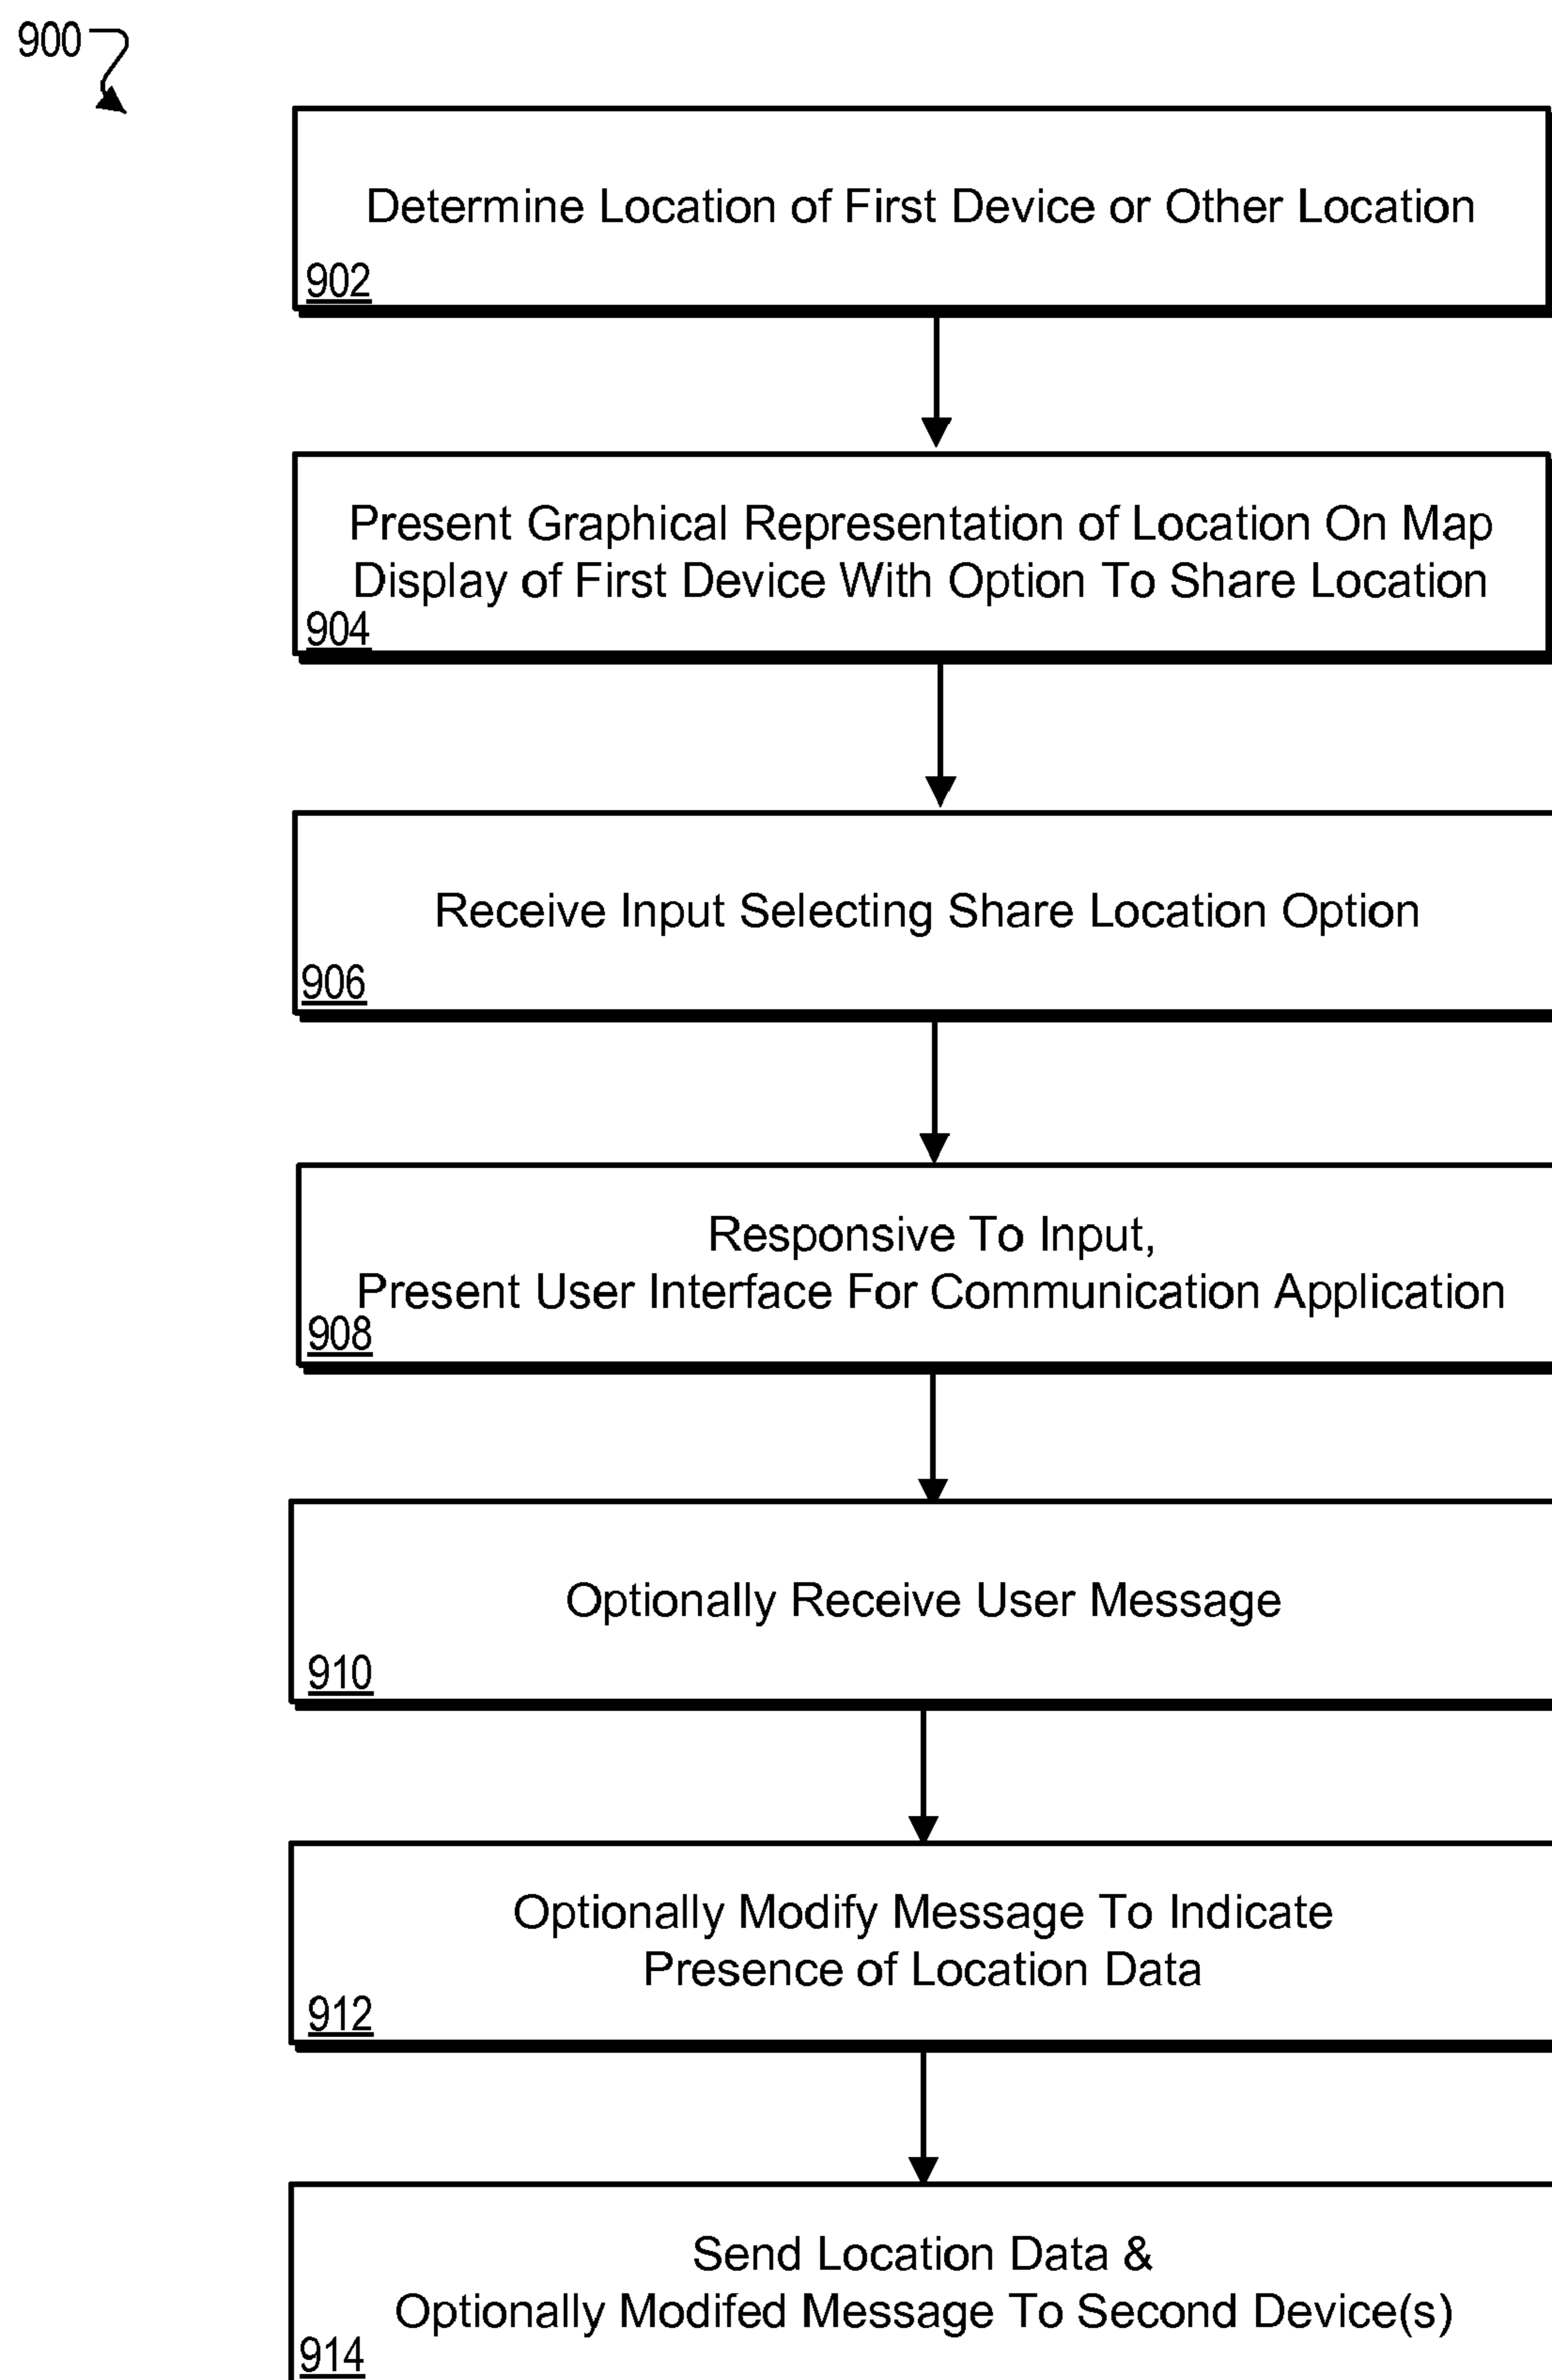 900
Determine Location of First Device or Other Location
902
Present Graphical Representation of Location On Map
Display of First Device With Option To Share Location
904
Receive Input Selecting Share Location Option
906
Responsive To Input,
Present User Interface For Communication Application
908
Optionally Receive User Message
910
Optionally Modify Message To Indicate
Presence of Location Data
912
Send Location Data &
Optionally Modifed Message To Second Device(s)
914